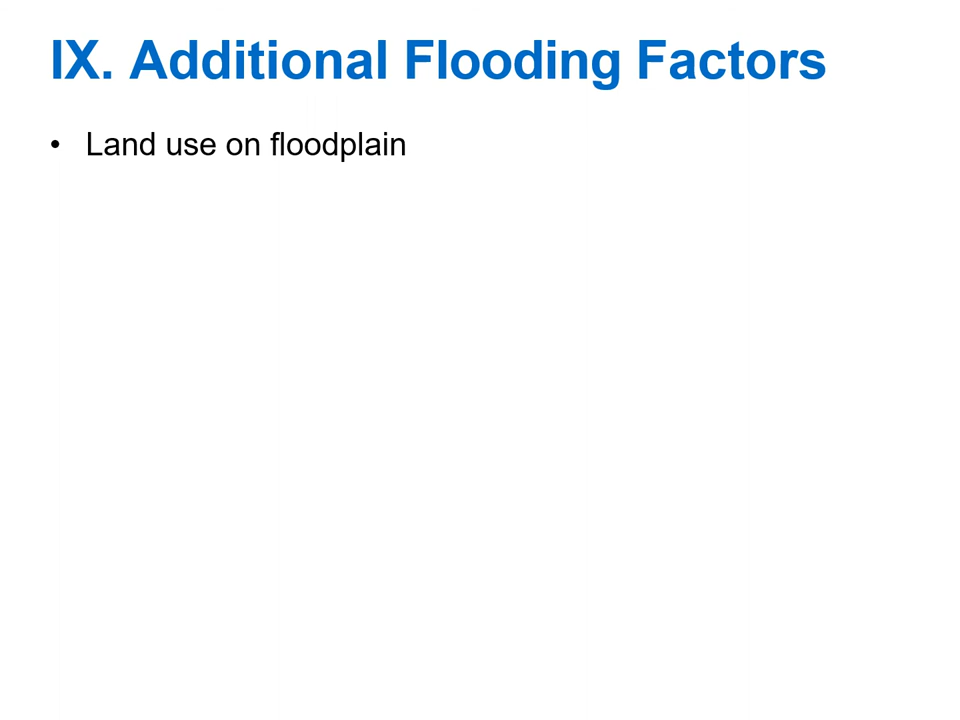 IX. Additional Flooding Factors
• Land use on floodplain